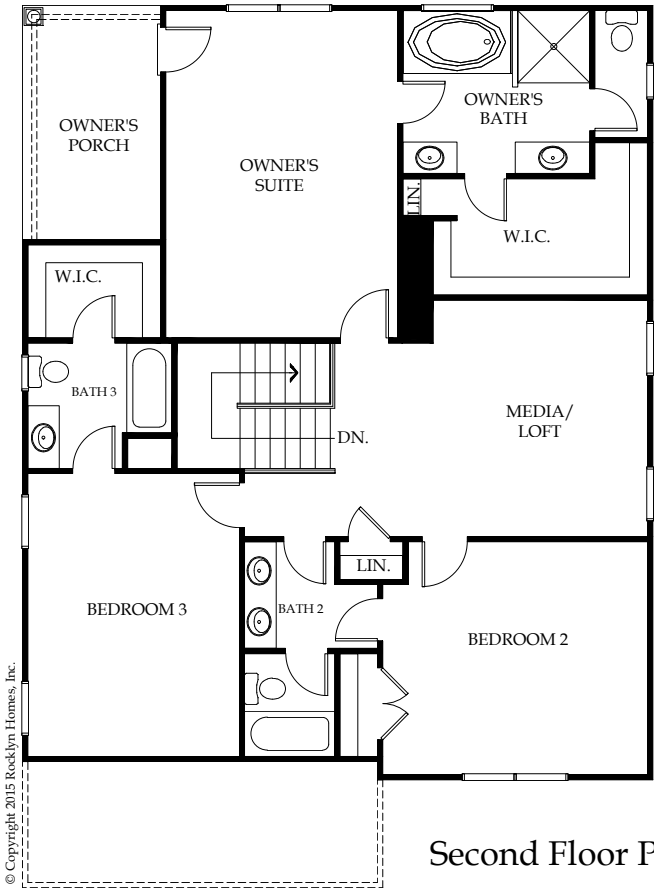 OWNER'S
PORCH
OWNER'S
SUITE
OWNER'S
BATH
LIN.
W.I.C.
W.I.C.
BATH 3
DN.
MEDIA/
LOFT
LIN.
BATH 2
BEDROOM 3
BEDROOM 2
© Copyright 2015 Rocklyn Homes, Inc.
Second Floor P